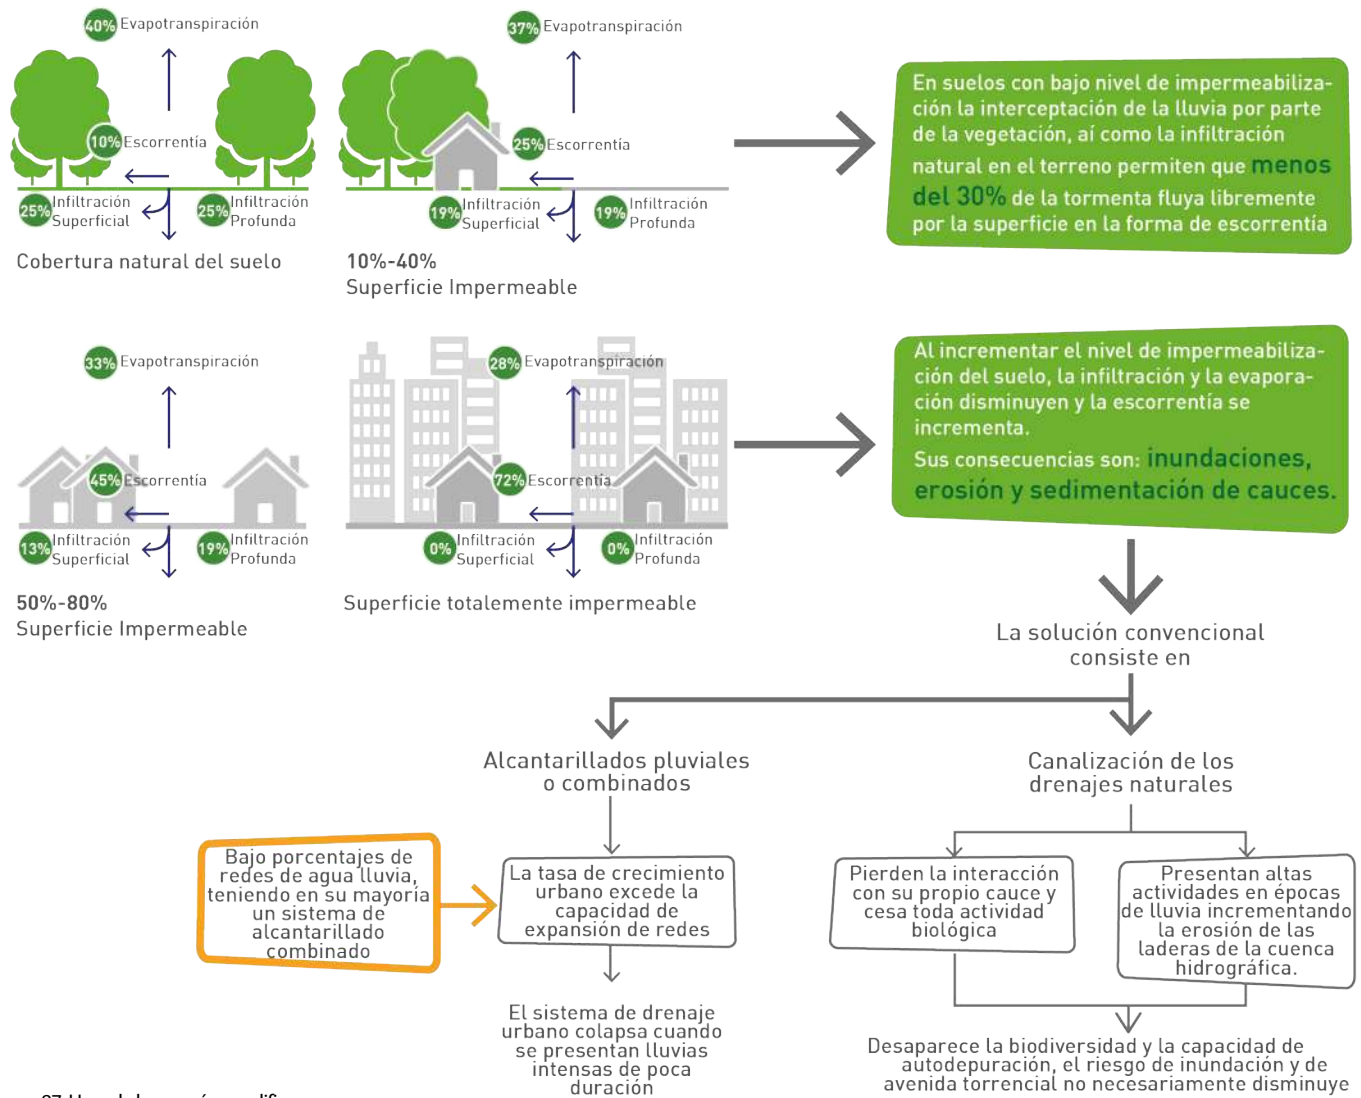 40% Evapotranspiración
10% Escorrentía
25% Infiltración
Superficial
25% Infiltración
Profunda
Cobertura natural del suelo
37% Evapotranspiración
25% Escorrentía
19% Infiltración
Superficial
19% Infiltración
Profunda
10%-40%
Superficie Impermeable
En suelos con bajo nivel de impermeabiliza-
ción la interceptación de la lluvia por parte
de la vegetación, aí como la infiltración
natural en el terreno permiten que menos
del 30% de la tormenta fluya libremente
por la superficie en la forma de escorrentía
33% Evapotranspiración
45% Escorrentía
13% Infiltración
Superficial
19% Infiltración
Profunda
50%-80%
Superficie Impermeable
28% Evapotranspiración
72% Escorrentía
0% Infiltración
Superficial
0% Infiltración
Profunda
Superficie totalemente impermeable
Al incrementar el nivel de impermeabiliza-
ción del suelo, la infiltración y la evapora-
ción disminuyen y la escorrentía se
incrementa.
Sus consecuencias son: inundaciones,
erosión y sedimentación de cauces.
La solución convencional
consiste en
Alcantarillados pluviales
o combinados
Canalización de los
drenajes naturales
Bajo porcentajes de
redes de agua lluvia,
teniendo en su mayoría
un sistema de
alcantarillado
combinado
La tasa de crecimiento
urbano excede la
capacidad de
expansión de redes
Pierden la interacción
con su propio cauce y
cesa toda actividad
biológica
Presentan altas
actividades en épocas
de lluvia incrementando
la erosión de las
laderas de la cuenca
hidrográfica.
El sistema de drenaje
urbano colapsa cuando
se presentan lluvias
intensas de poca
duración
Desaparece la biodiversidad y la capacidad de
autodepuración, el riesgo de inundación y de
avenida torrencial no necesariamente disminuye